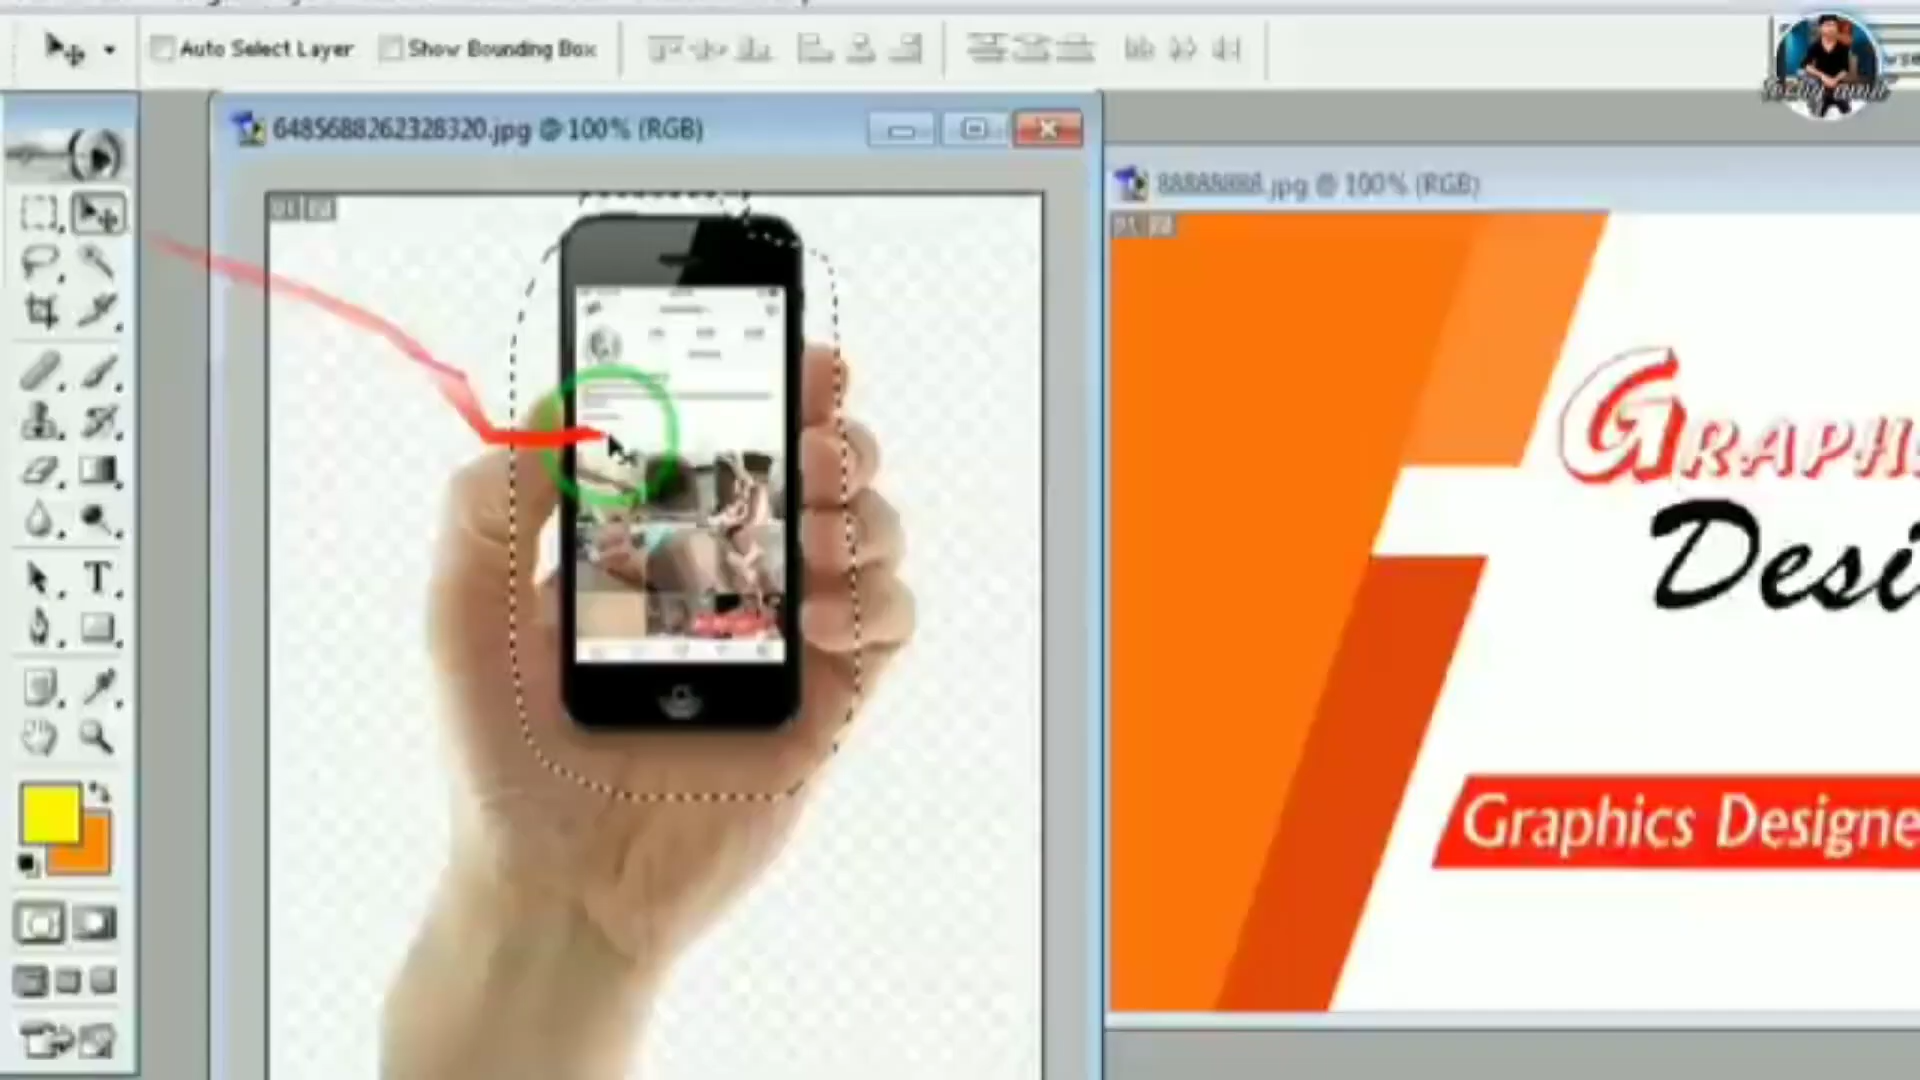 Auto Select Layer
Show Bounding Box
6485688262328320.jpg @ 100% (RGB)
88888888.jpg @ 100% (RGB)
T
GRAPH
Desi
Graphics Designe